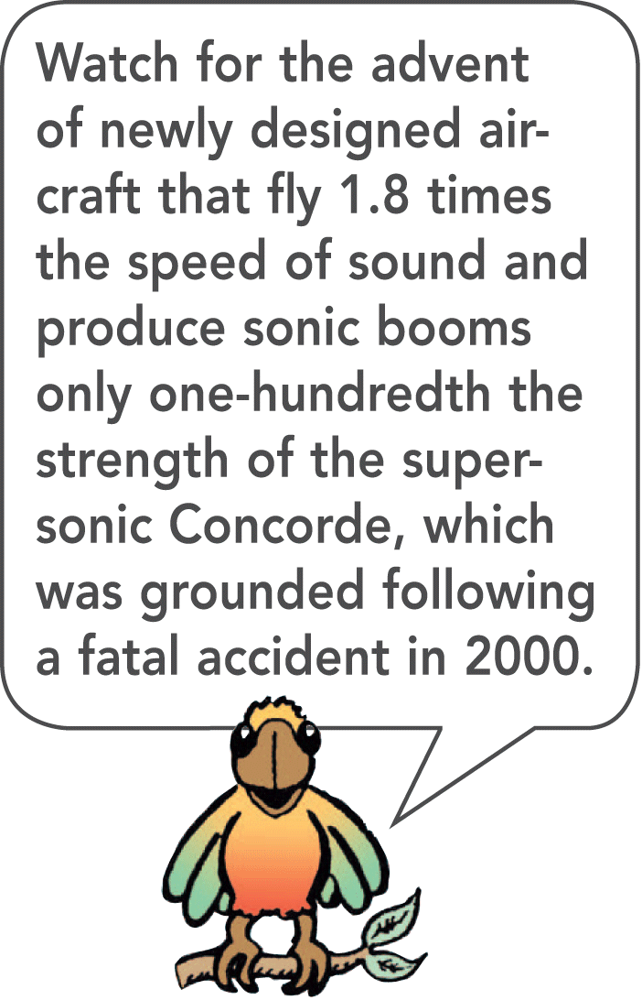 Watch for the advent
of newly designed air-
craft that fly 1.8 times
the speed of sound and
produce sonic booms
only one-hundredth the
strength of the super-
sonic Concorde, which
was grounded following
a fatal accident in 2000.